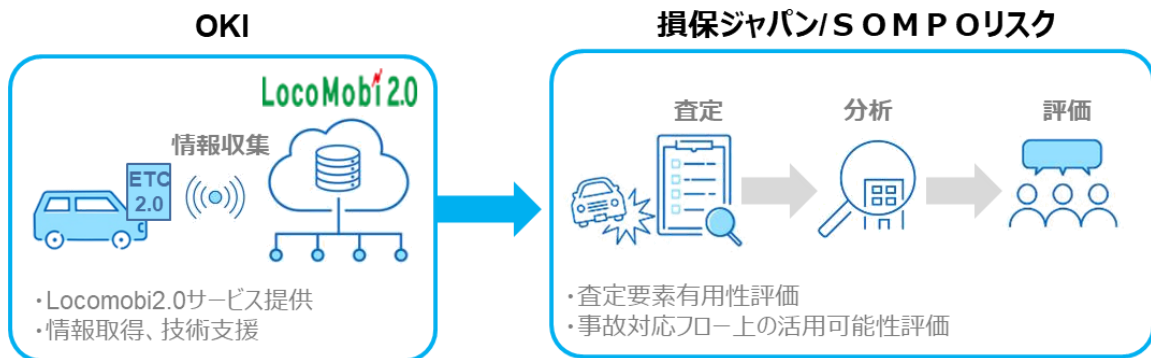 OKI
損保ジャパン/ＳＯＭＰＯリスク
LocoMobi 2.0
情報収集
ETC
2.0
査定
分析
評価
・Locomobi2.0サービス提供
・情報取得、技術支援
・査定要素有用性評価
・事故対応フロー上の活用可能性評価